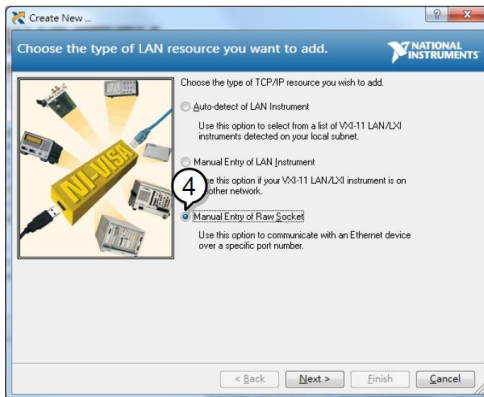 Create New ...
Choose the type of LAN resource you want to add.
NATIONAL
INSTRUMENTS
Choose the type of TCP/IP resource you wish to add.
Auto-detect of LAN Instrument
Use this option to select from a list of VXI-11 LAN/LXI
instruments detected on your local subnet.
Manual Entry of LAN Instrument
this option if your VXI-11 LAN/LXI instrument is on
network.
4
Manual Entry of Raw Socket
Use this option to communicate with an Ethernet device
over a specific port number.
NI-VISA
< Back
Next >
Finish
Cancel